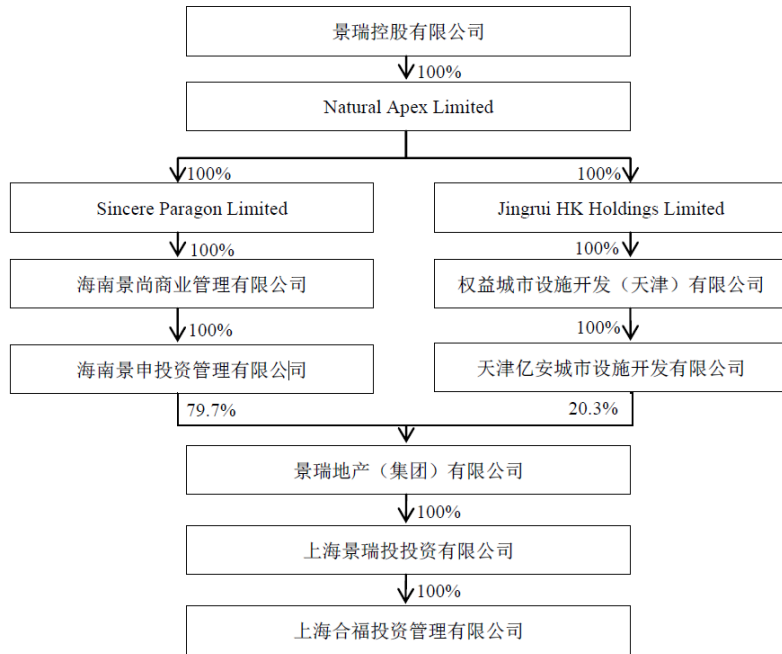 景瑞控股有限公司
100%
Natural Apex Limited
100%
100%
Sincere Paragon Limited
Jingrui HK Holdings Limited
100%
100%
海南景尚商业管理有限公司
权益城市设施开发（天津）有限公司
100%
100%
海南景申投资管理有限公司
天津亿安城市设施开发有限公司
79.7%
20.3%
景瑞地产（集团）有限公司
100%
上海景瑞投投资有限公司
100%
上海合福投资管理有限公司